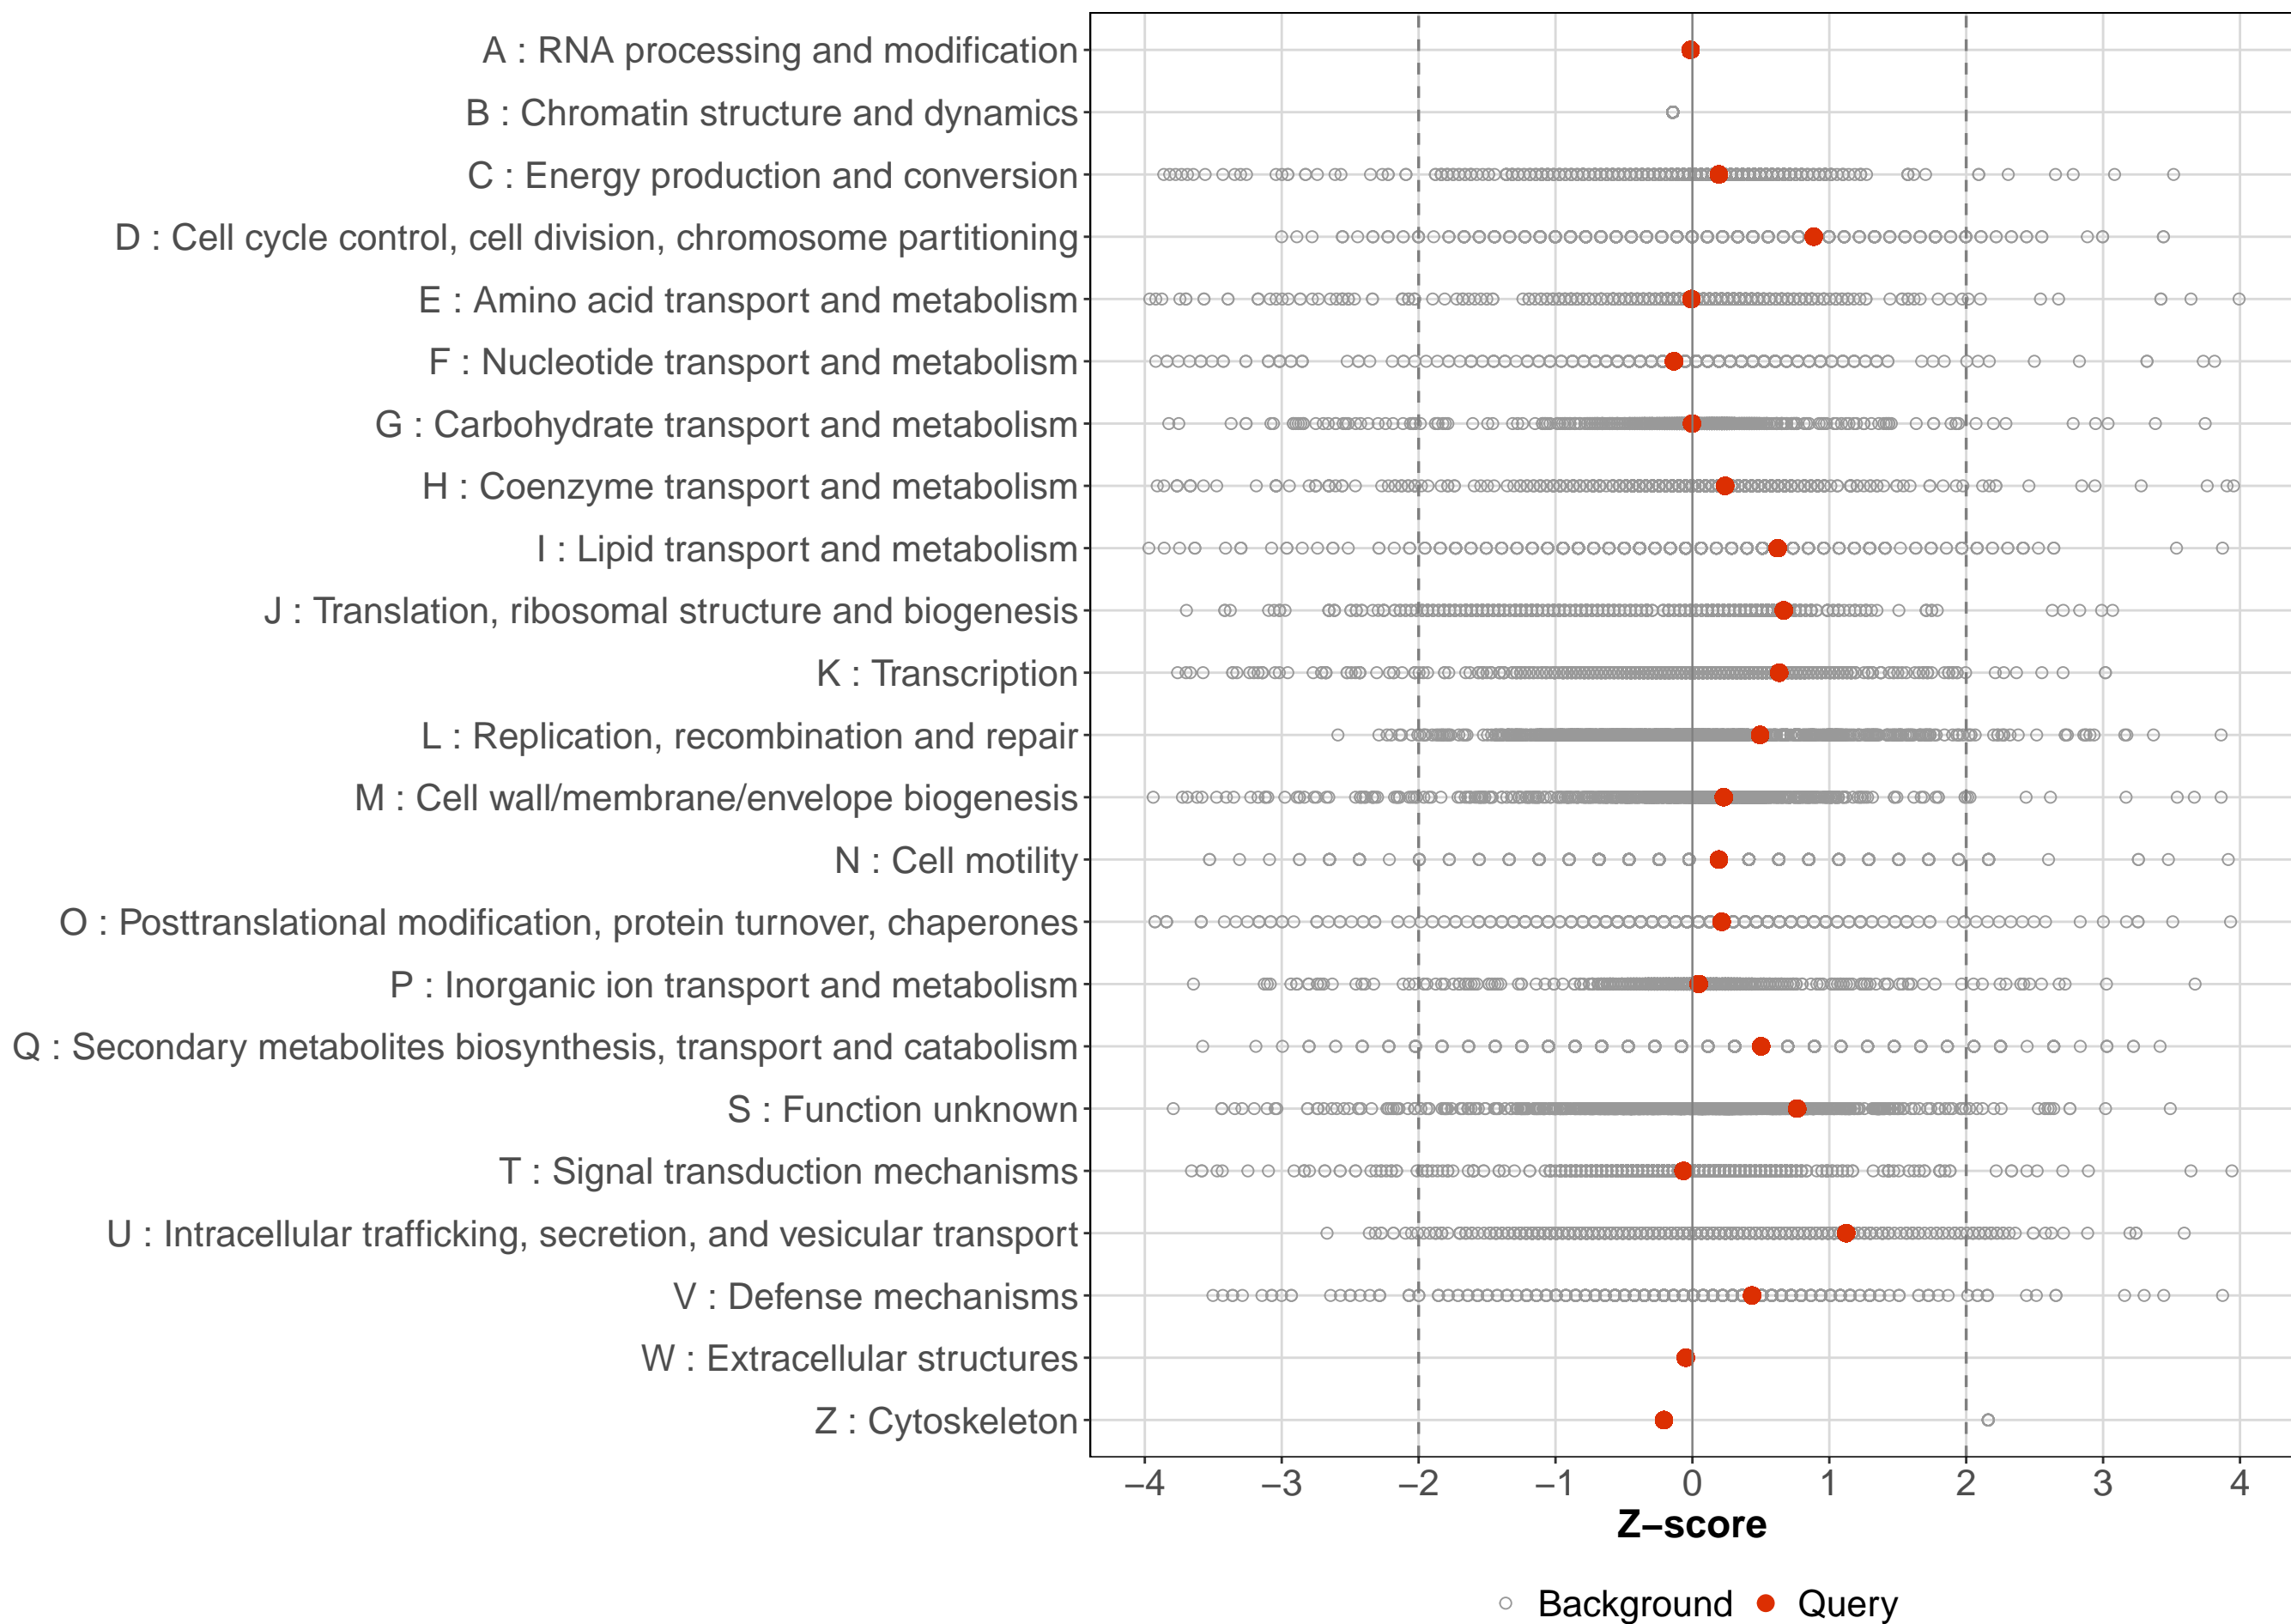 A : RNA processing and modification
B : Chromatin structure and dynamics
C : Energy production and conversion
D : Cell cycle control, cell division, chromosome partitioning
E : Amino acid transport and metabolism
F : Nucleotide transport and metabolism
G : Carbohydrate transport and metabolism
H : Coenzyme transport and metabolism
I : Lipid transport and metabolism
J : Translation, ribosomal structure and biogenesis
K : Transcription
L : Replication, recombination and repair
M : Cell wall/membrane/envelope biogenesis
N : Cell motility
O : Posttranslational modification, protein turnover, chaperones
P : Inorganic ion transport and metabolism
Q : Secondary metabolites biosynthesis, transport and catabolism
S : Function unknown
T : Signal transduction mechanisms
U : Intracellular trafficking, secretion, and vesicular transport
V : Defense mechanisms
W : Extracellular structures
Z : Cytoskeleton
−4 −3 −2 −1 0 1 2 3 4
Z−score
Background Query